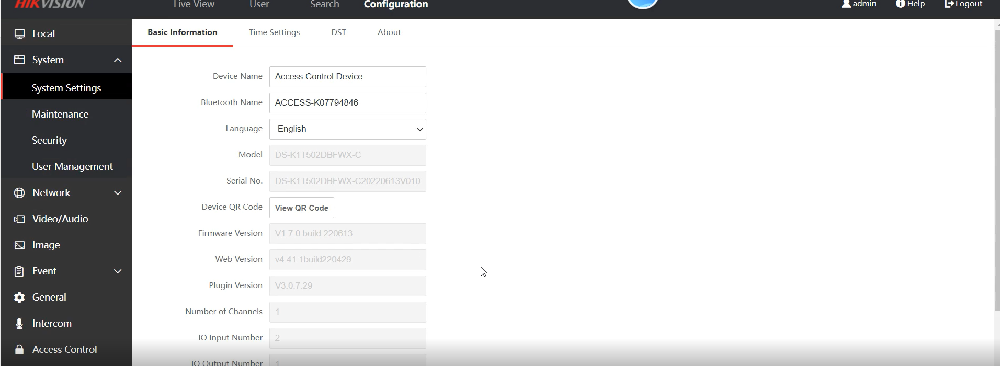 HIKVISION
Live View
User
Search
Configuration
admin
Help
Logout
Local
System
System Settings
Maintenance
Security
User Management
Network
Video/Audio
Image
Event
General
Intercom
Access Control
Basic Information
Time Settings
DST
About
Device Name Access Control Device
Bluetooth Name ACCESS-K07794846
Language English
Model DS-K1T502DBFWX-C
Serial No. DS-K1T502DBFWX-C20220613V010
Device QR Code View QR Code
Firmware Version V1.7.0 build 220613
Web Version v4.41.1build220429
Plugin Version V3.0.7.29
Number of Channels 1
IO Input Number 2
IO Output Number 1